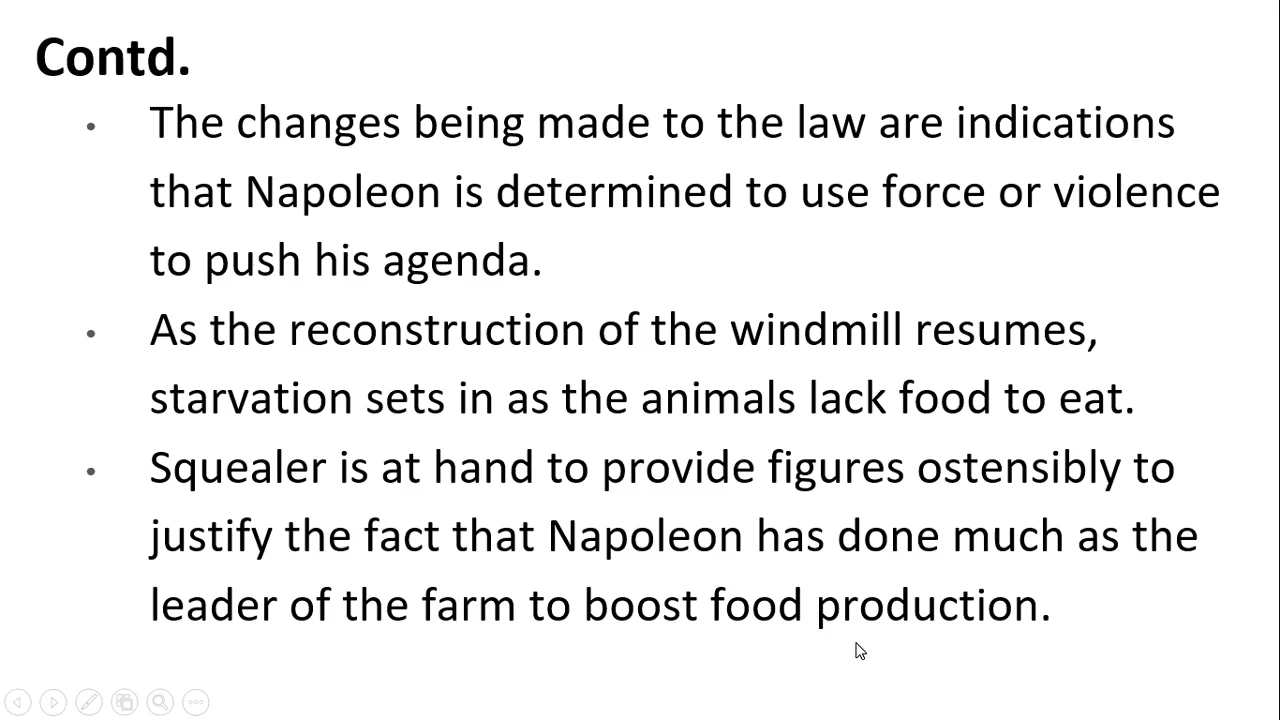 Contd.
• The changes being made to the law are indications
that Napoleon is determined to use force or violence
to push his agenda.
• As the reconstruction of the windmill resumes,
starvation sets in as the animals lack food to eat.
• Squealer is at hand to provide figures ostensibly to
justify the fact that Napoleon has done much as the
leader of the farm to boost food production.